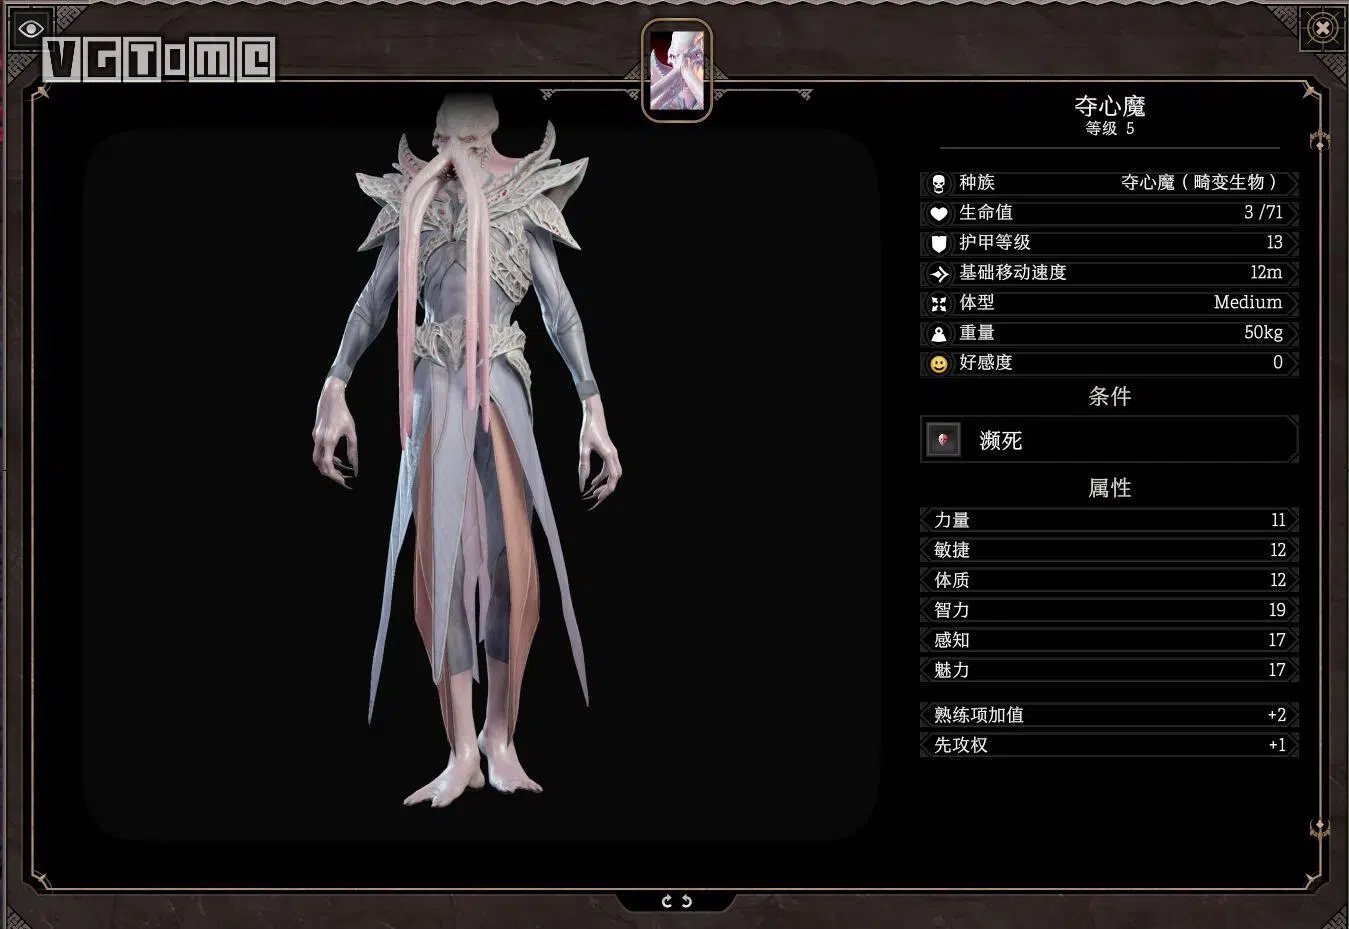 VGTIME
夺心魔
等级 5
种族 夺心魔（畸变生物）
生命值 3 /71
护甲等级 13
基础移动速度 12m
体型 Medium
重量 50kg
好感度 0
条件
濒死
属性
力量 11
敏捷 12
体质 12
智力 19
感知 17
魅力 17
熟练项加值 +2
先攻权 +1